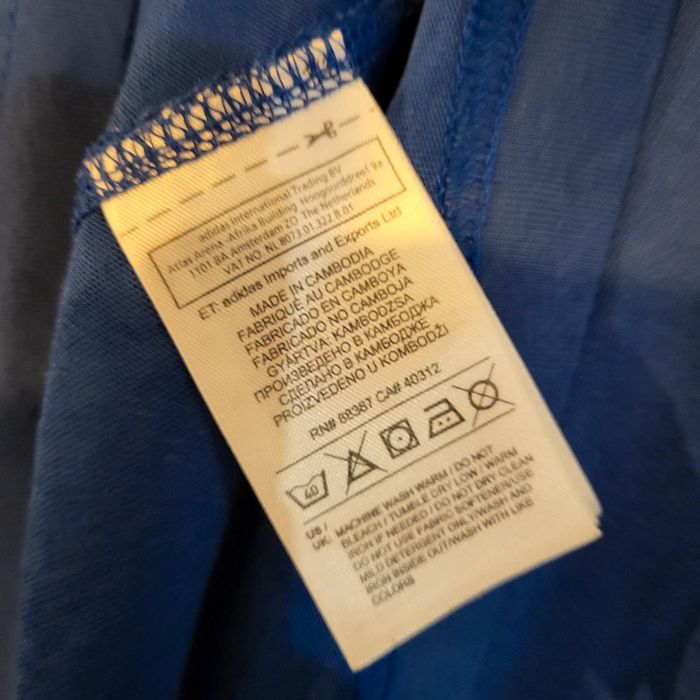 adidas International Trading BV
Atlas Arena -Afrika Building Hoogoorddreef 9a
1101 BA Amsterdam ZO The Netherlands
VAT NO NL 8073.01.322.B.01
ET: adidas Imports and Exports Ltd
MADE IN CAMBODIA
FABRIQUÉ AU CAMBODGE
FABRICADO EN CAMBOYA
FABRICADO NO CAMBOJA
GYÁRTVA: KAMBODZSA
ПРОИЗВЕДЕНО В КАМБОДЖА
СДЕЛАНО В КАМБОДЖЕ
PROIZVEDENO U KOMBODŽI
RN# 88387 CA# 40312
40
US / MACHINE WASH WARM / DO NOT
UK: BLEACH / TUMBLE DRY LOW / WARM
IRON IF NEEDED / DO NOT DRY CLEAN
DO NOT USE FABRIC SOFTENER/USE
MILD DETERGENT ONLY/WASH AND
IRON INSIDE OUT/WASH WITH LIKE
COLORS